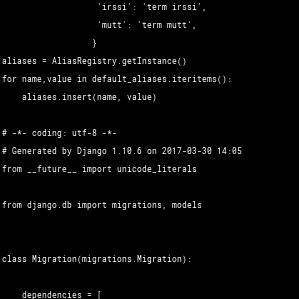 'irssi': 'term irssi',
'mutt': 'term mutt',
}
aliases = AliasRegistry.getInstance()
for name,value in default_aliases.iteritems():
aliases.insert(name, value)
# -*- coding: utf-8 -*-
# Generated by Django 1.10.6 on 2017-03-30 14:05
from __future__ import unicode_literals
from django.db import migrations, models
class Migration(migrations.Migration):
dependencies = [